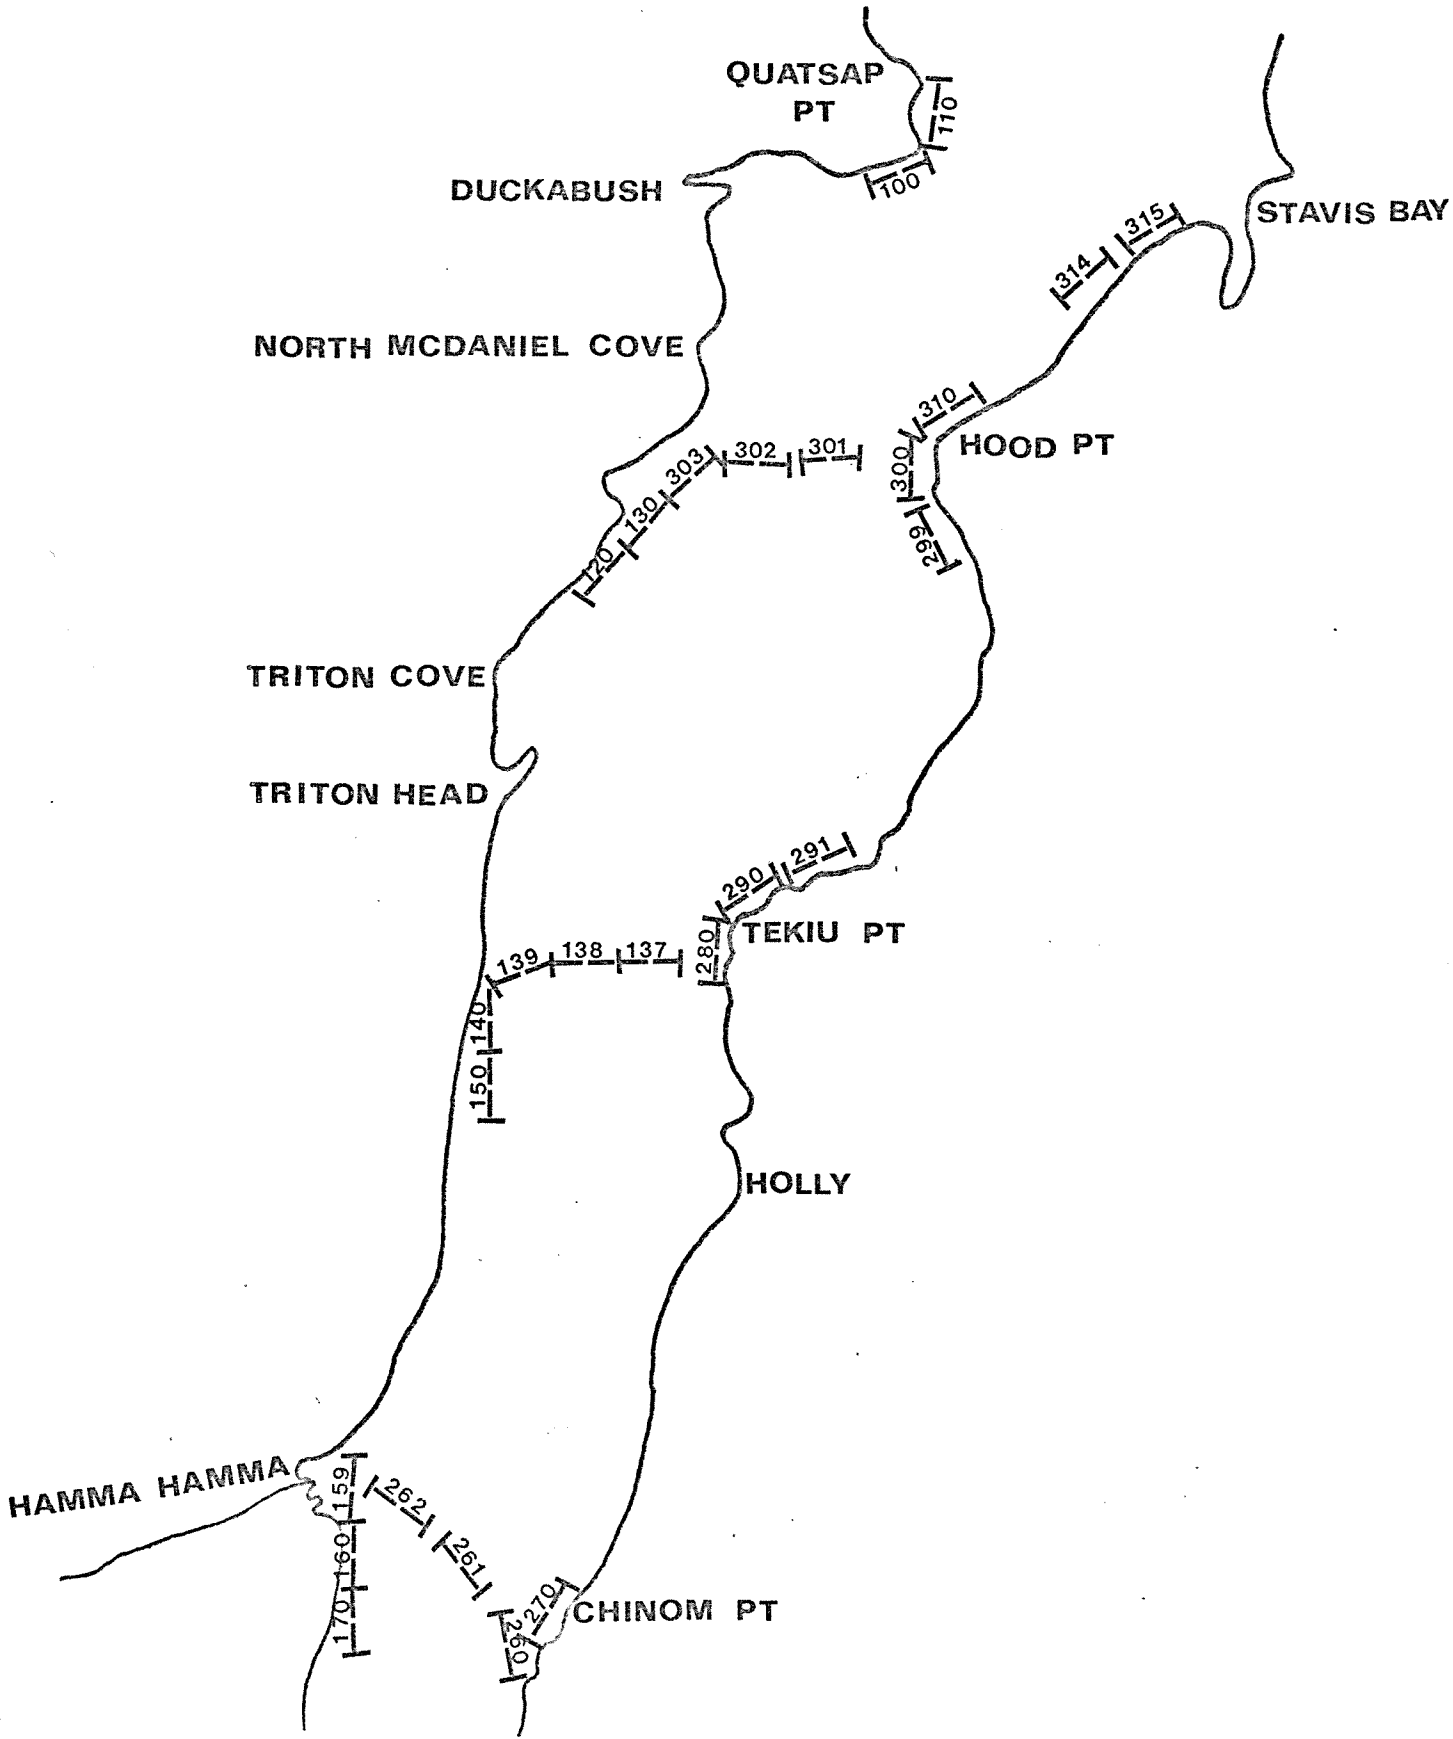 QUATSAP
PT
110
100
DUCKABUSH
STAVIS BAY
315
314
NORTH MCDANIEL COVE
310
HOOD PT
303
302
301
300
130
299
120
TRITON COVE
TRITON HEAD
291
290
TEKIU PT
280
139
138
137
140
150
HOLLY
HAMMA HAMMA
159
262
160
261
170
270
260
CHINOM PT